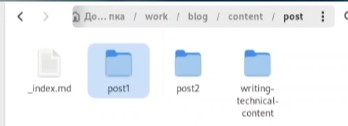 До... пка / work / blog / content / post
_index.md
post1
post2
writing-
technical-
content